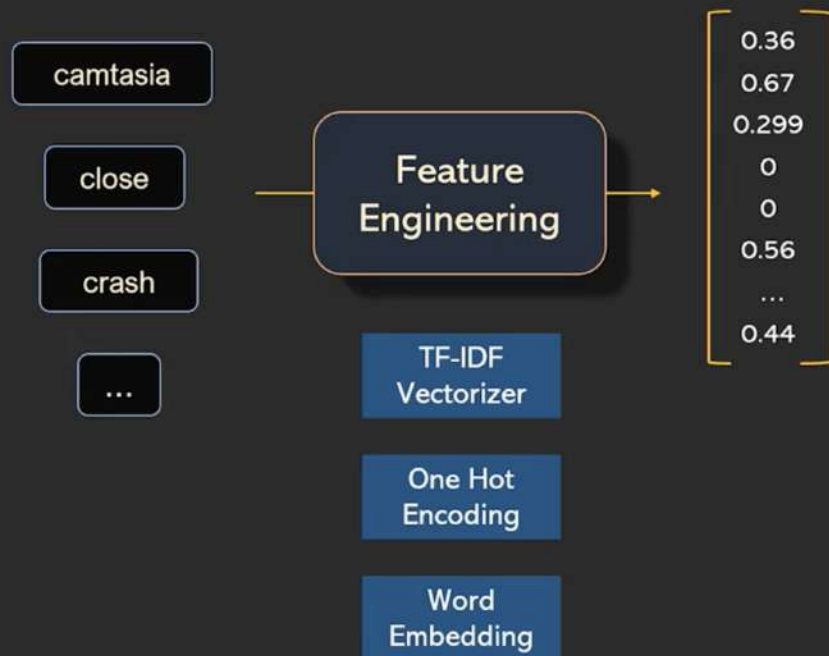 camtasia
close
crash
...
Feature
Engineering
TF-IDF
Vectorizer
One Hot
Encoding
Word
Embedding
0.36
0.67
0.299
0
0
0.56
...
0.44